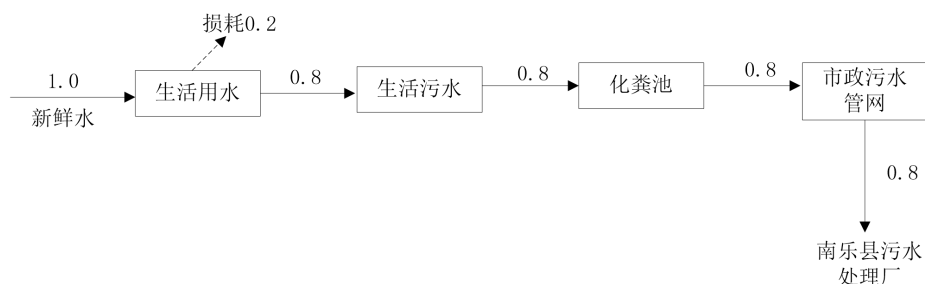 损耗0.2
1.0
新鲜水
生活用水
0.8
生活污水
0.8
化粪池
0.8
市政污水
管网
0.8
南乐县污水
处理厂